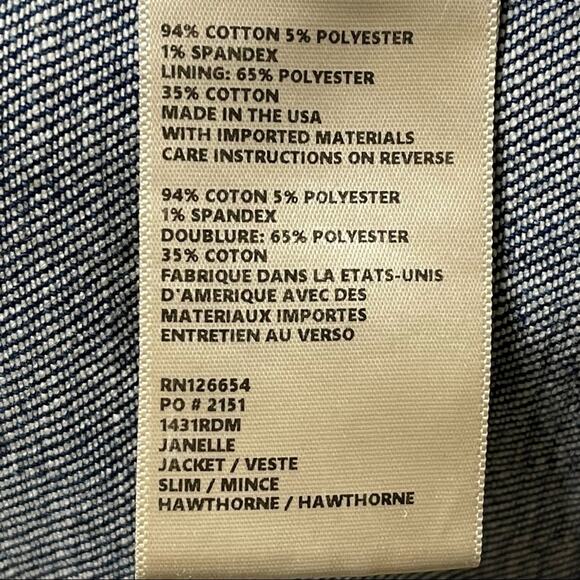 94% COTTON 5% POLYESTER
1% SPANDEX
LINING: 65% POLYESTER
35% COTTON
MADE IN THE USA
WITH IMPORTED MATERIALS
CARE INSTRUCTIONS ON REVERSE
94% COTON 5% POLYESTER
1% SPANDEX
DOUBLURE: 65% POLYESTER
35% COTON
FABRIQUE DANS LA ETATS-UNIS
D'AMERIQUE AVEC DES
MATERIAUX IMPORTES
ENTRETIEN AU VERSO
RN126654
PO # 2151
1431RDM
JANELLE
JACKET / VESTE
SLIM / MINCE
HAWTHORNE / HAWTHORNE